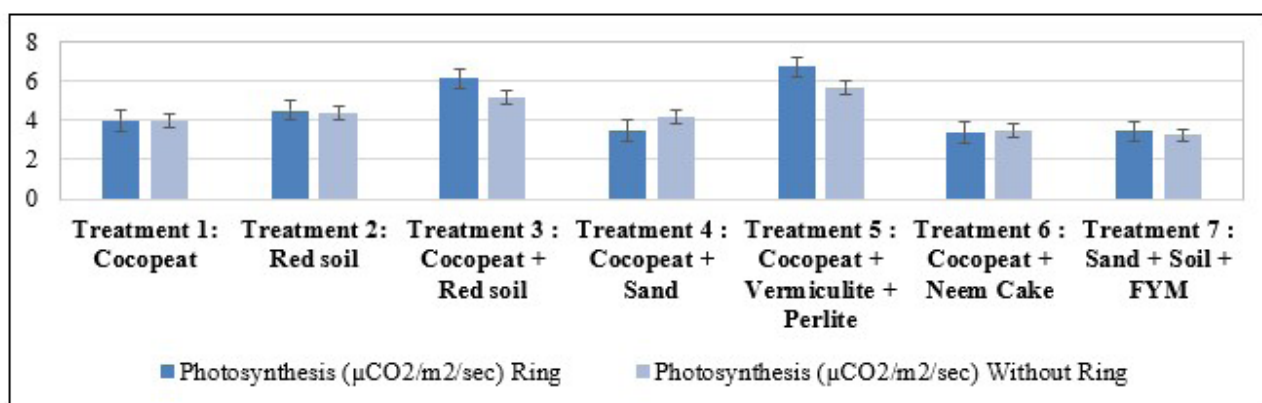 8
6
4
2
0
Treatment 1:
Cocopeat
Treatment 2:
Red soil
Treatment 3 :
Cocopeat +
Red soil
Treatment 4 :
Cocopeat +
Sand
Treatment 5 :
Cocopeat +
Vermiculite +
Perlite
Treatment 6 :
Cocopeat +
Neem Cake
Treatment 7 :
Sand + Soil +
FYM
Photosynthesis (µCO2/m2/sec) Ring
Photosynthesis (µCO2/m2/sec) Without Ring